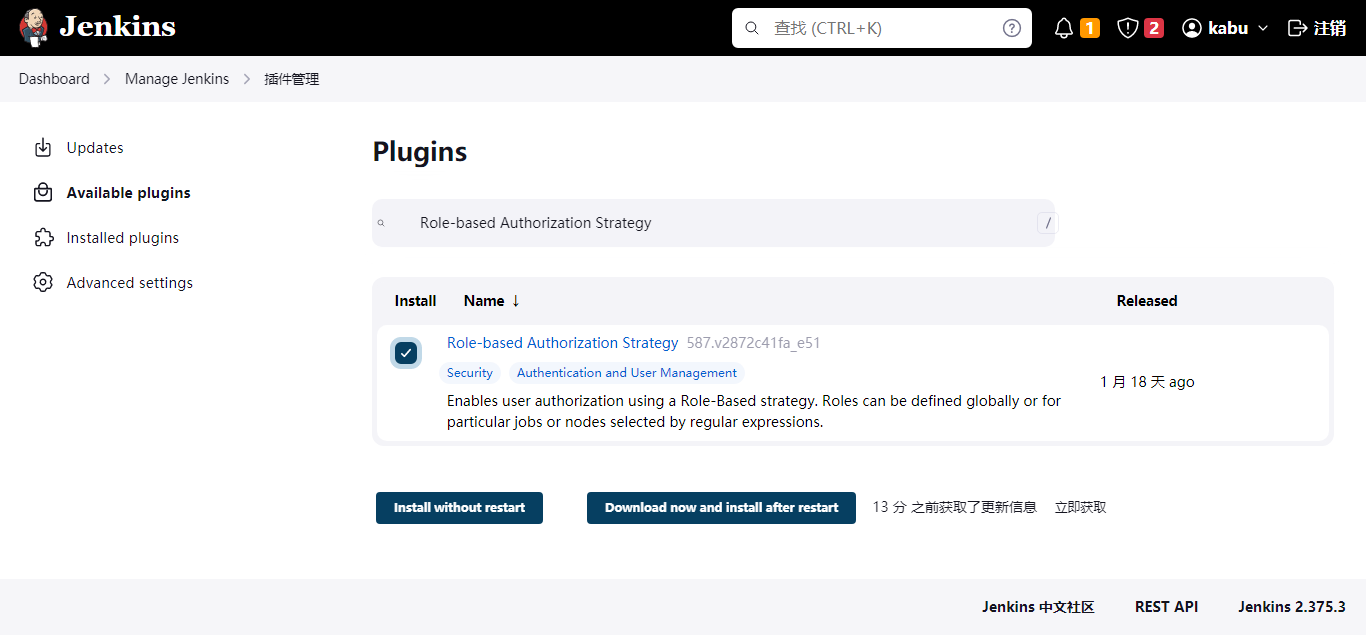 Jenkins
查找 (CTRL+K)
1
2
kabu
注销
Dashboard
Manage Jenkins
插件管理
Updates
Available plugins
Installed plugins
Advanced settings
Plugins
Role-based Authorization Strategy
/
Install Name ↓ Released
Role-based Authorization Strategy 587.v2872c41fa_e51
Security Authentication and User Management
1 月 18 天 ago
Enables user authorization using a Role-Based strategy. Roles can be defined globally or for
particular jobs or nodes selected by regular expressions.
Install without restart
Download now and install after restart
13 分 之前获取了更新信息
立即获取
Jenkins 中文社区
REST API
Jenkins 2.375.3